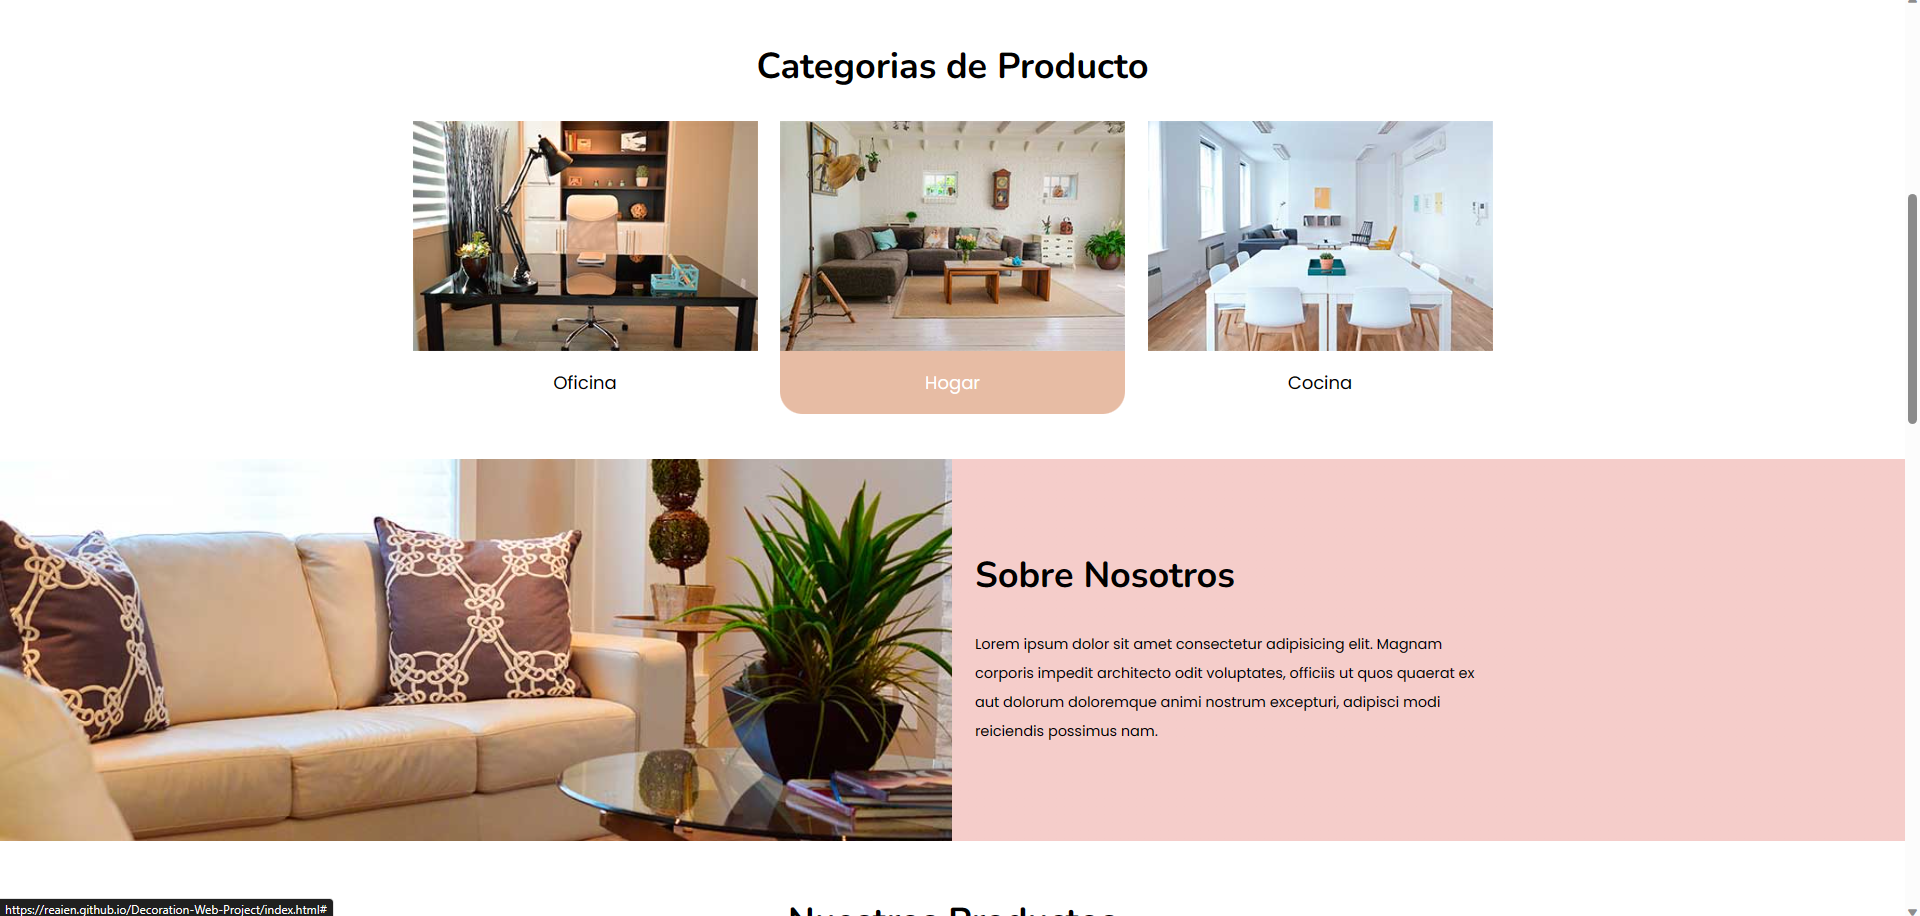 Categorias de Producto
Oficina
Hogar
Cocina
Sobre Nosotros
Lorem ipsum dolor sit amet consectetur adipisicing elit. Magnam
corporis impedit architecto odit voluptates, officiis ut quos quaerat ex
aut dolorum doloremque animi nostrum excepturi, adipisci modi
reiciendis possimus nam.
Nuestros Productos
https://reaien.github.io/Decoration-Web-Project/index.html#